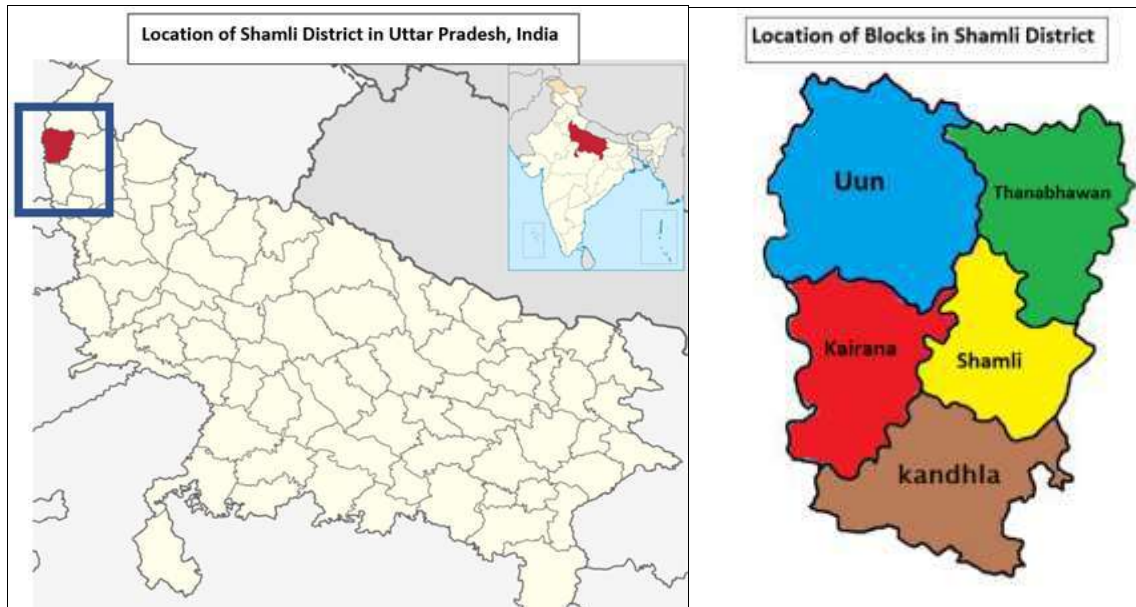 Location of Shamli District in Uttar Pradesh, India
Location of Blocks in Shamli District
Uun
Thanabhawan
Kairana
Shamli
kandhla